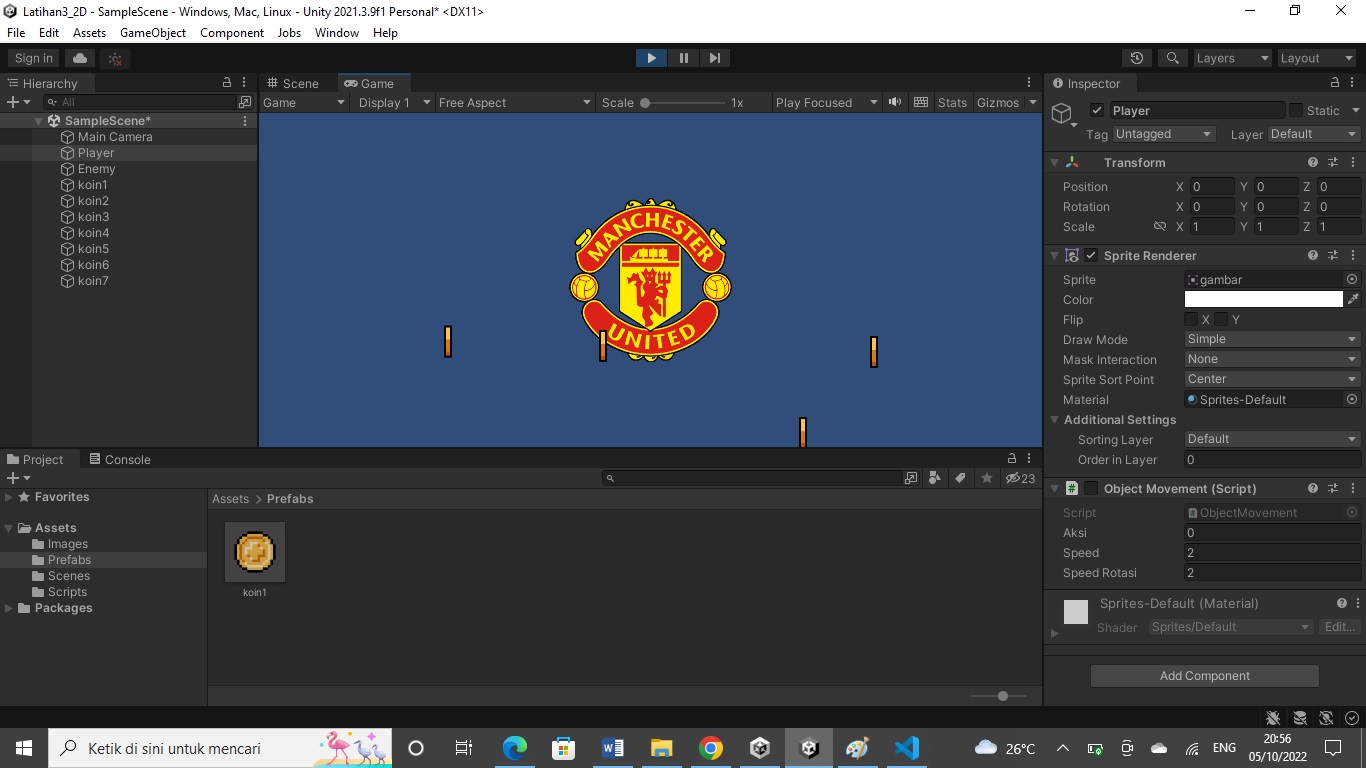 Latihan3_2D - SampleScene - Windows, Mac, Linux - Unity 2021.3.9f1 Personal* <DX11>
File Edit Assets GameObject Component Jobs Window Help
Sign in Layers Layout
Hierarchy
All
SampleScene*
Main Camera
Player
Enemy
koin1
koin2
koin3
koin4
koin5
koin6
koin7
Scene Game
Game Display 1 Free Aspect Scale 1x Play Focused Stats Gizmos
MANCHESTER
UNITED
Inspector
Player Static
Tag Untagged Layer Default
Transform
Position X 0 Y 0 Z 0
Rotation X 0 Y 0 Z 0
Scale X 1 Y 1 Z 1
Sprite Renderer
Sprite gambar
Color
Flip X Y
Draw Mode Simple
Mask Interaction None
Sprite Sort Point Center
Material Sprites-Default
Additional Settings
Sorting Layer Default
Order in Layer 0
# Object Movement (Script)
Script ObjectMovement
Aksi 0
Speed 2
Speed Rotasi 2
Sprites-Default (Material)
Shader Sprites/Default Edit...
Add Component
Project Console
23
Favorites
Assets
Images
Prefabs
Scenes
Scripts
Packages
Assets > Prefabs
koin1
Ketik di sini untuk mencari
26°C ENG
20:56
05/10/2022